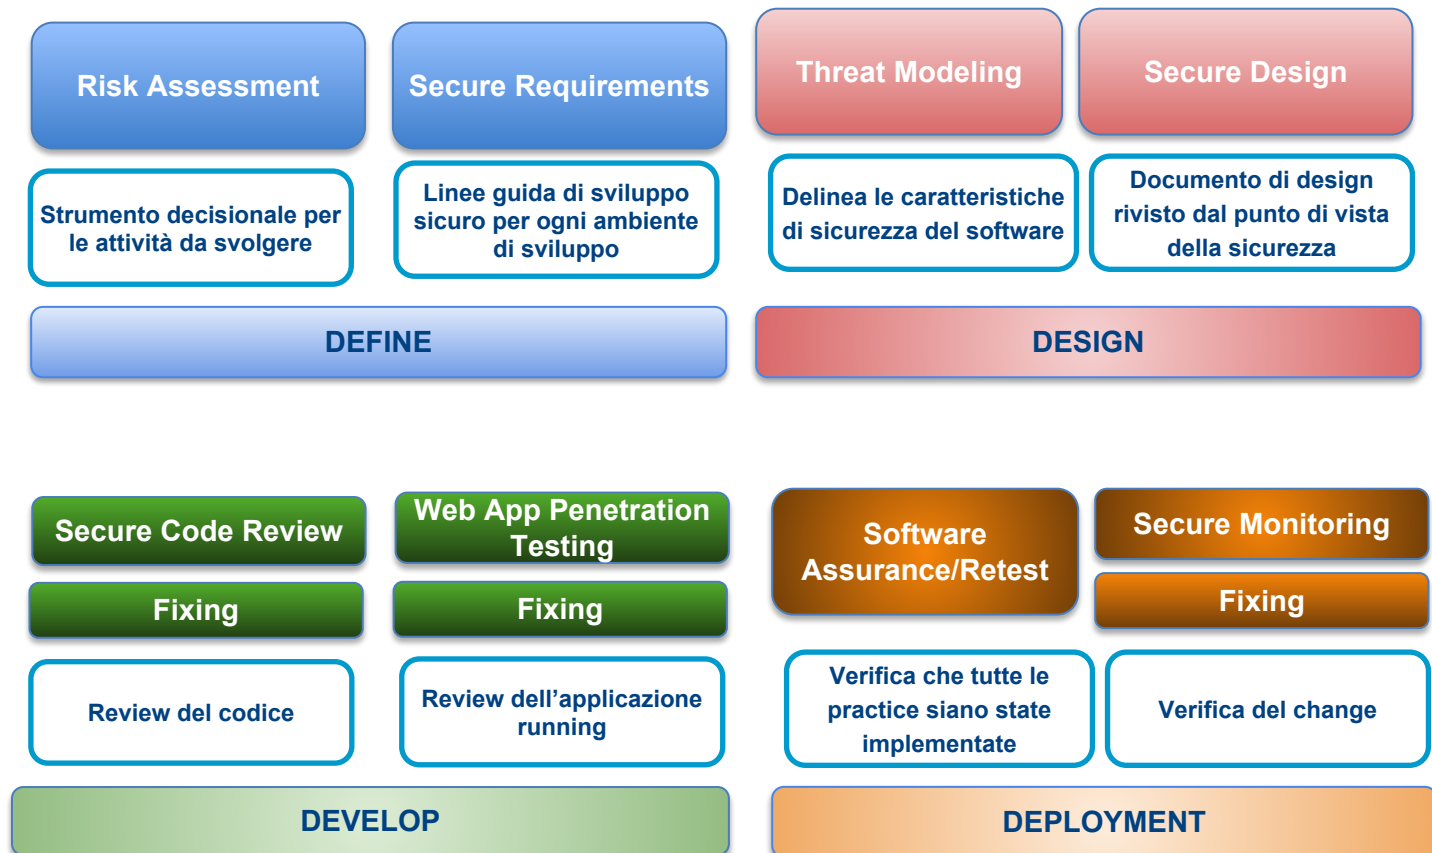 Risk Assessment
Secure Requirements
Threat Modeling
Secure Design
Strumento decisionale per
le attività da svolgere
Linee guida di sviluppo
sicuro per ogni ambiente
di sviluppo
Delinea le caratteristiche
di sicurezza del software
Documento di design
rivisto dal punto di vista
della sicurezza
DEFINE
DESIGN
Secure Code Review
Fixing
Web App Penetration
Testing
Fixing
Software
Assurance/Retest
Secure Monitoring
Fixing
Review del codice
Review dell’applicazione
running
Verifica che tutte le
practice siano state
implementate
Verifica del change
DEVELOP
DEPLOYMENT